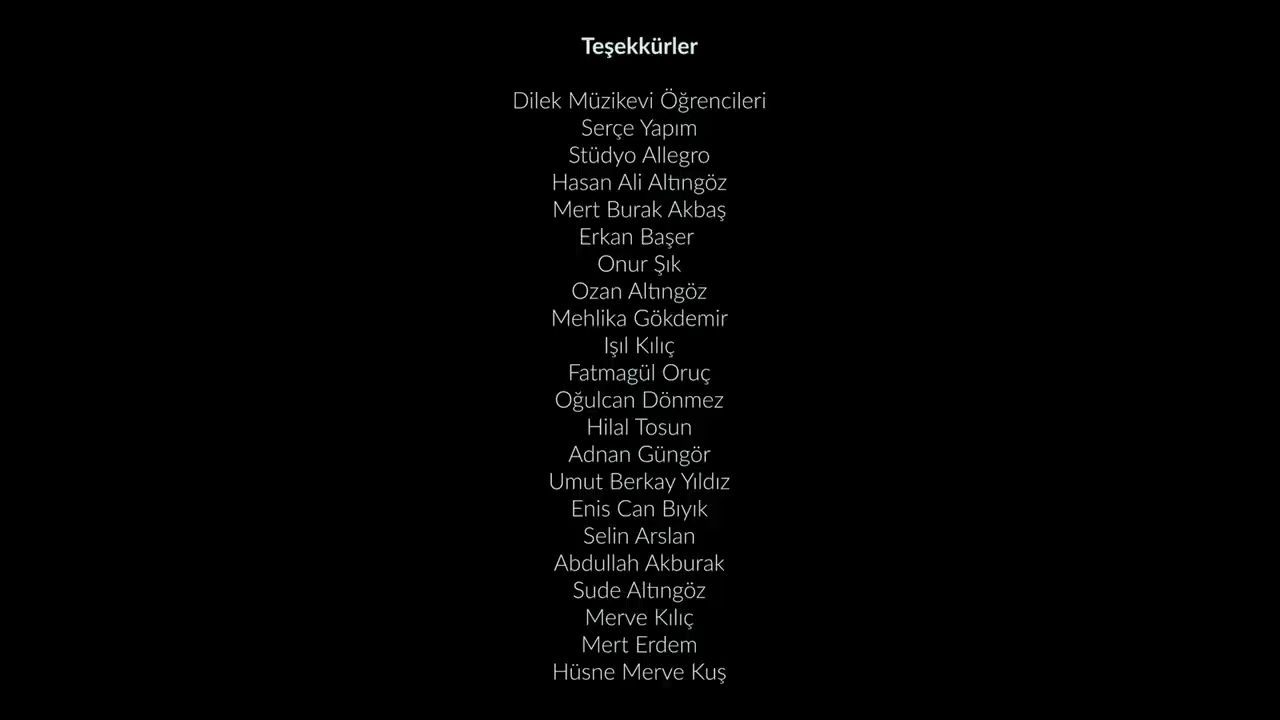 Teşekkürler
Dilek Müzikevi Öğrencileri
Serçe Yapım
Stüdyo Allegro
Hasan Ali Altıngöz
Mert Burak Akbaş
Erkan Başer
Onur Şık
Ozan Altıngöz
Mehlika Gökdemir
Işıl Kılıç
Fatmagül Oruç
Oğulcan Dönmez
Hilal Tosun
Adnan Güngör
Umut Berkay Yıldız
Enis Can Bıyık
Selin Arslan
Abdullah Akburak
Sude Altıngöz
Merve Kılıç
Mert Erdem
Hüsne Merve Kuş